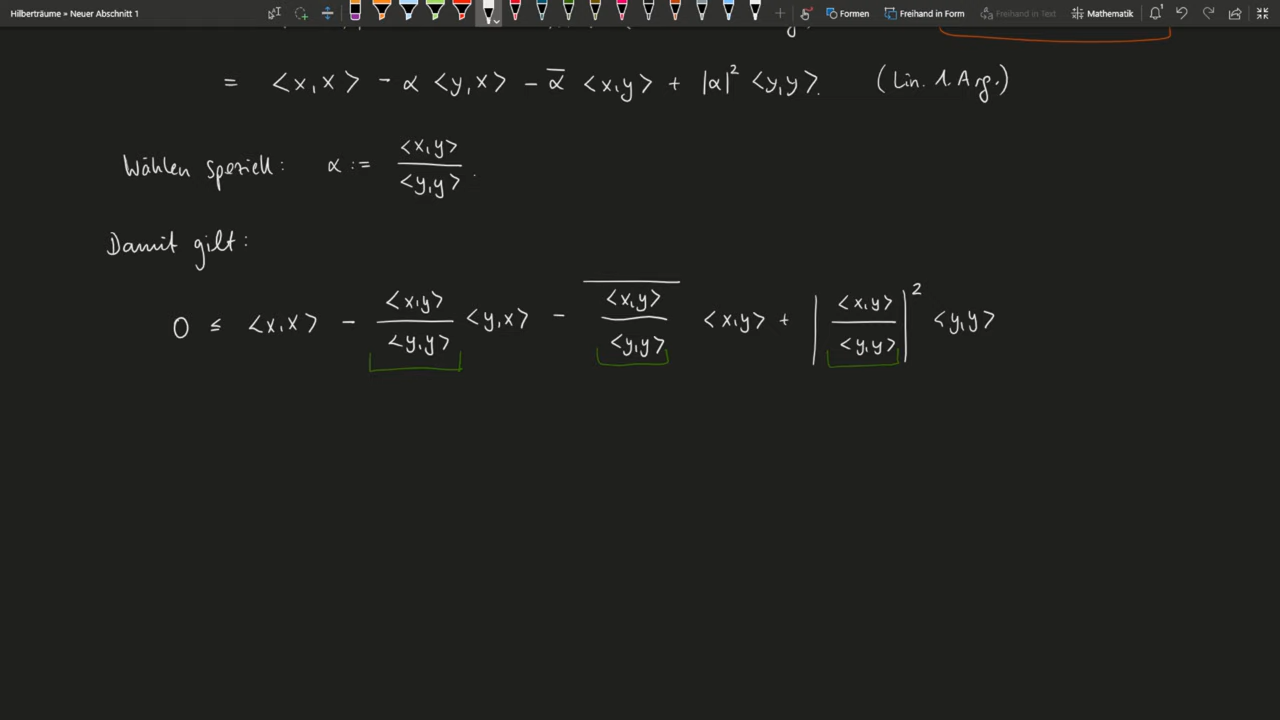 Hilberträume » Neuer Abschnitt 1 Formen Freihand in Form Freihand in Text Mathematik
= <x,x> - α <y,x> - α̅ <x,y> + |α|² <y,y>. (Lin. 1. Arg.)
Wählen speziell: α := <x,y> / <y,y>.
Damit gilt:
0 ≤ <x,x> - <x,y> / <y,y> <y,x> - \overline{<x,y> / <y,y>} <x,y> + | <x,y> / <y,y> |² <y,y>